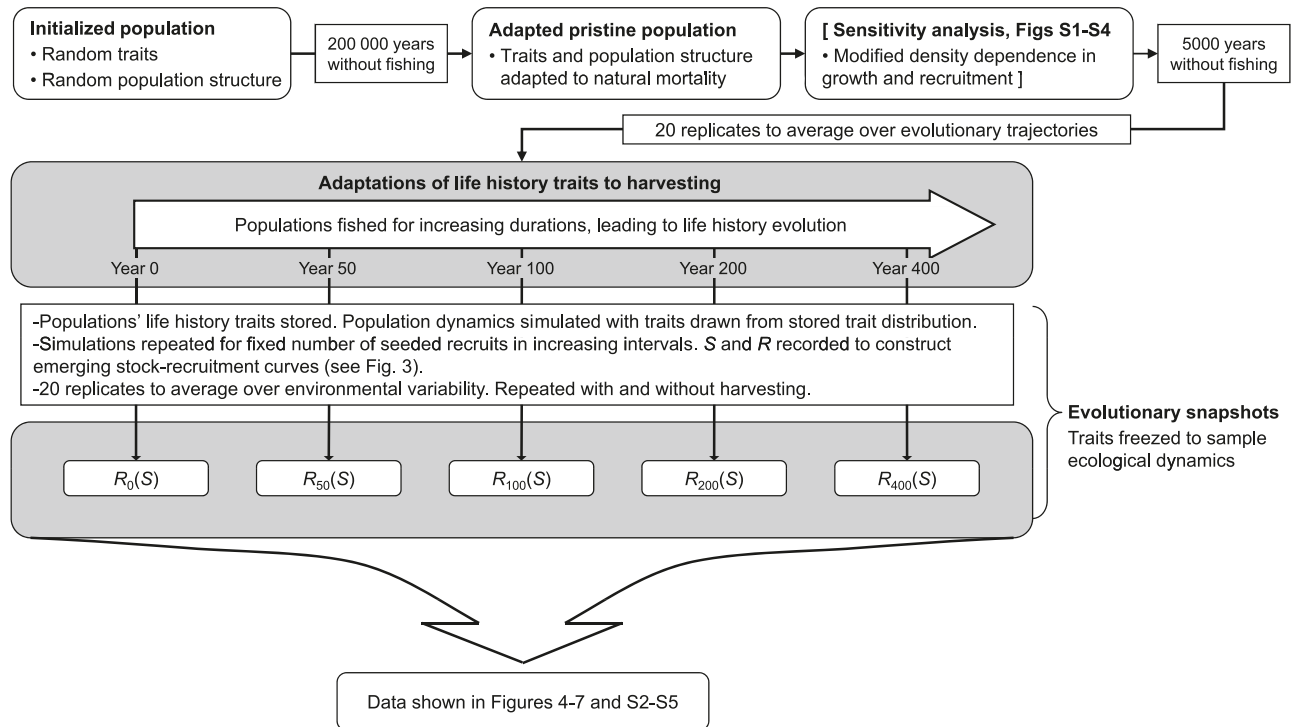 Initialized population
• Random traits
• Random population structure
200 000 years
without fishing
Adapted pristine population
• Traits and population structure
adapted to natural mortality
[ Sensitivity analysis, Figs S1-S4
• Modified density dependence in
growth and recruitment ]
5000 years
without fishing
20 replicates to average over evolutionary trajectories
Adaptations of life history traits to harvesting
Populations fished for increasing durations, leading to life history evolution
Year 0 Year 50 Year 100 Year 200 Year 400
-Populations' life history traits stored. Population dynamics simulated with traits drawn from stored trait distribution.
-Simulations repeated for fixed number of seeded recruits in increasing intervals. S and R recorded to construct
emerging stock-recruitment curves (see Fig. 3).
-20 replicates to average over environmental variability. Repeated with and without harvesting.
Evolutionary snapshots
Traits freezed to sample
ecological dynamics
R₀(S) R₅₀(S) R₁₀₀(S) R₂₀₀(S) R₄₀₀(S)
Data shown in Figures 4-7 and S2-S5